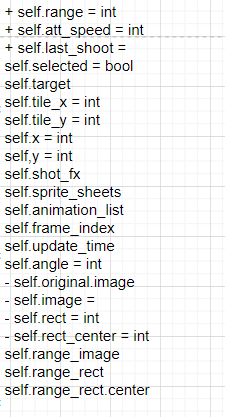 + self.range = int
+ self.att_speed = int
+ self.last_shoot =
self.selected = bool
self.target
self.tile_x = int
self.tile_y = int
self.x = int
self,y = int
self.shot_fx
self.sprite_sheets
self.animation_list
self.frame_index
self.update_time
self.angle = int
- self.original.image
- self.image =
- self.rect = int
- self.rect_center = int
self.range_image
self.range_rect
self.range_rect.center